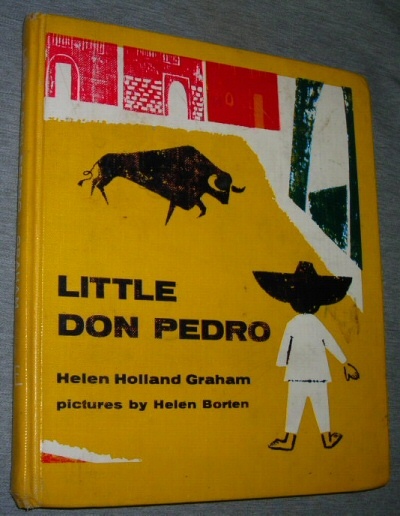 LITTLE
DON PEDRO
Helen Holland Graham
pictures by Helen Borten